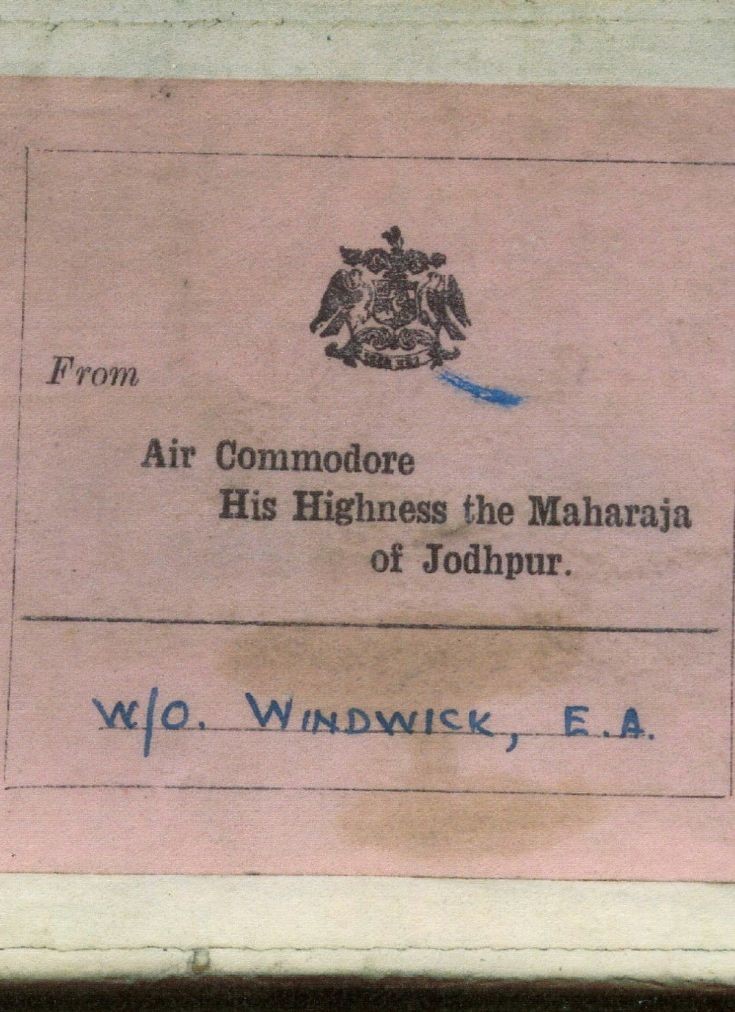 From
Air Commodore
His Highness the Maharaja
of Jodhpur.
W/O. WINDWICK, E.A.